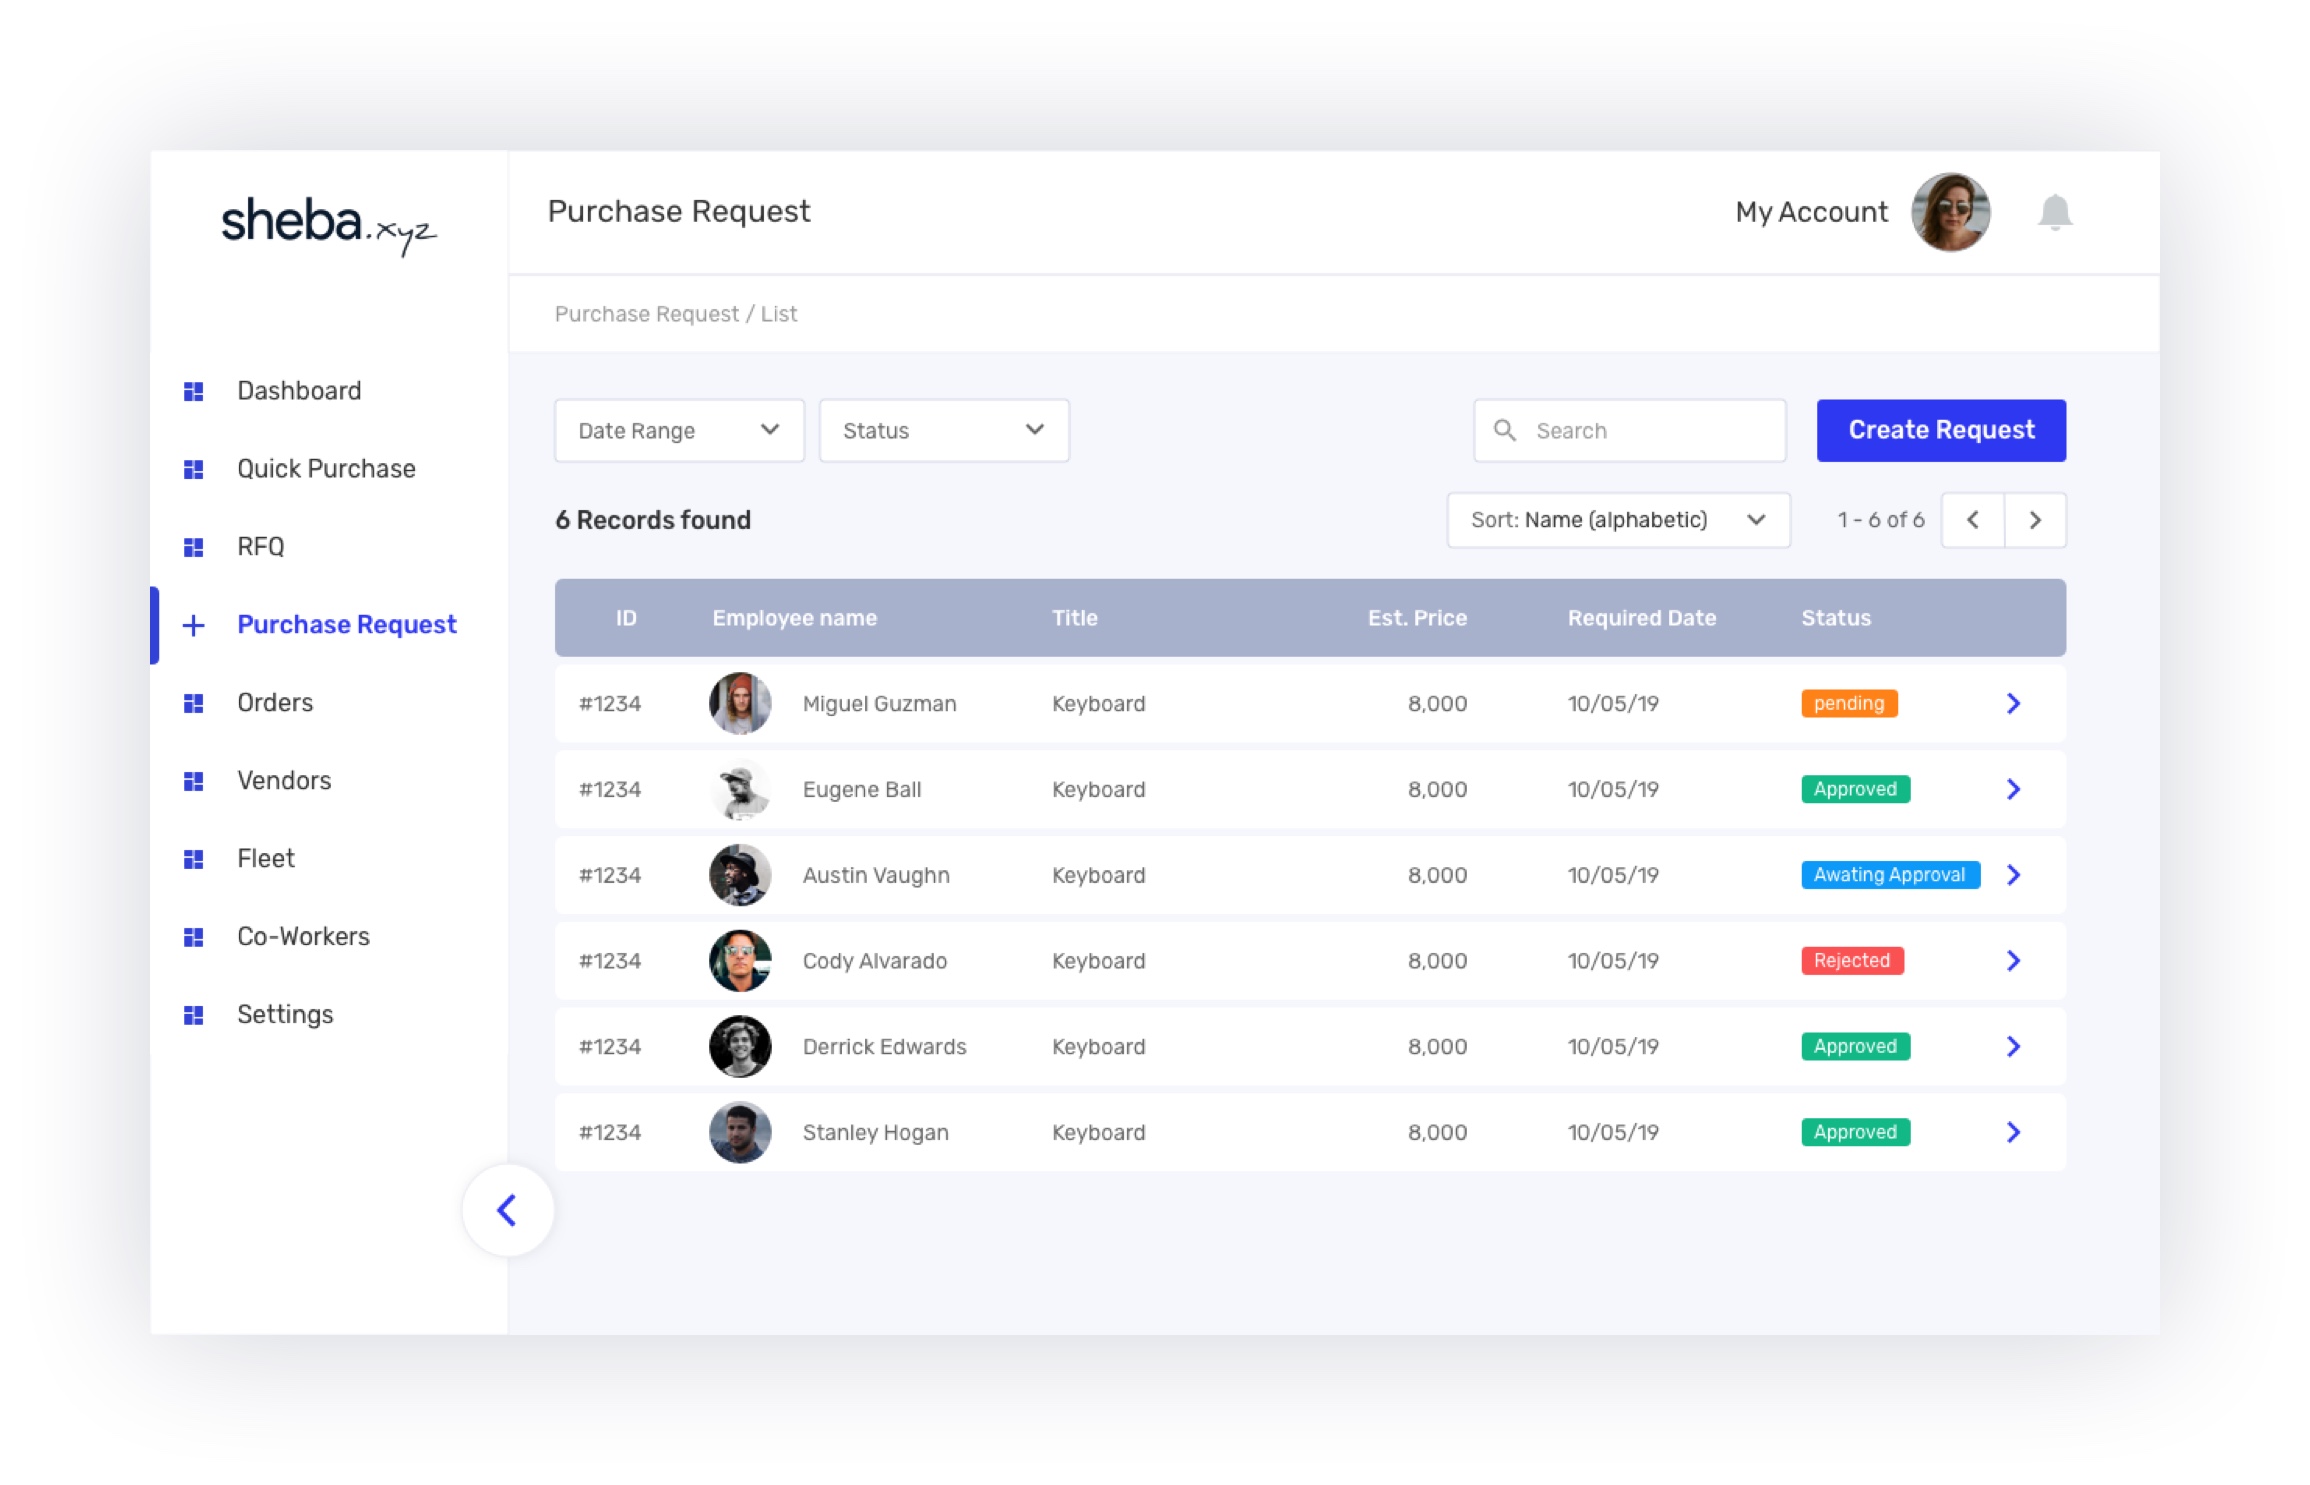 sheba.xyz
Purchase Request
My Account
Purchase Request / List
Dashboard
Quick Purchase
RFQ
Purchase Request
Orders
Vendors
Fleet
Co-Workers
Settings
Date Range
Status
Search
Create Request
6 Records found
Sort: Name (alphabetic)
1 - 6 of 6
ID Employee name Title Est. Price Required Date Status
#1234 Miguel Guzman Keyboard 8,000 10/05/19 pending
#1234 Eugene Ball Keyboard 8,000 10/05/19 Approved
#1234 Austin Vaughn Keyboard 8,000 10/05/19 Awating Approval
#1234 Cody Alvarado Keyboard 8,000 10/05/19 Rejected
#1234 Derrick Edwards Keyboard 8,000 10/05/19 Approved
#1234 Stanley Hogan Keyboard 8,000 10/05/19 Approved